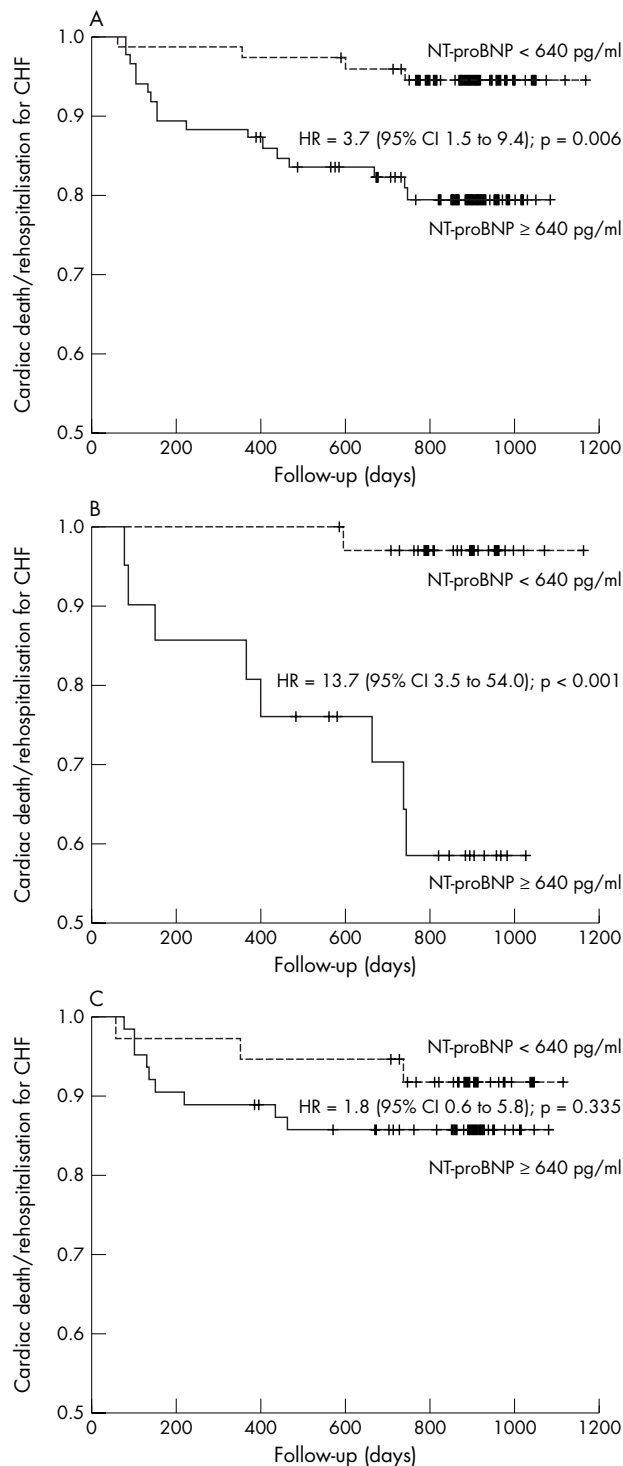 A
1.0
0.9
0.8
0.7
0.6
0.5
Cardiac death/rehospitalisation for CHF
NT-proBNP < 640 pg/ml
HR = 3.7 (95% CI 1.5 to 9.4); p = 0.006
NT-proBNP ≥ 640 pg/ml
0 200 400 600 800 1000 1200
Follow-up (days)
B
1.0
0.9
0.8
0.7
0.6
0.5
Cardiac death/rehospitalisation for CHF
NT-proBNP < 640 pg/ml
HR = 13.7 (95% CI 3.5 to 54.0); p < 0.001
NT-proBNP ≥ 640 pg/ml
0 200 400 600 800 1000 1200
Follow-up (days)
C
1.0
0.9
0.8
0.7
0.6
0.5
Cardiac death/rehospitalisation for CHF
NT-proBNP < 640 pg/ml
HR = 1.8 (95% CI 0.6 to 5.8); p = 0.335
NT-proBNP ≥ 640 pg/ml
0 200 400 600 800 1000 1200
Follow-up (days)